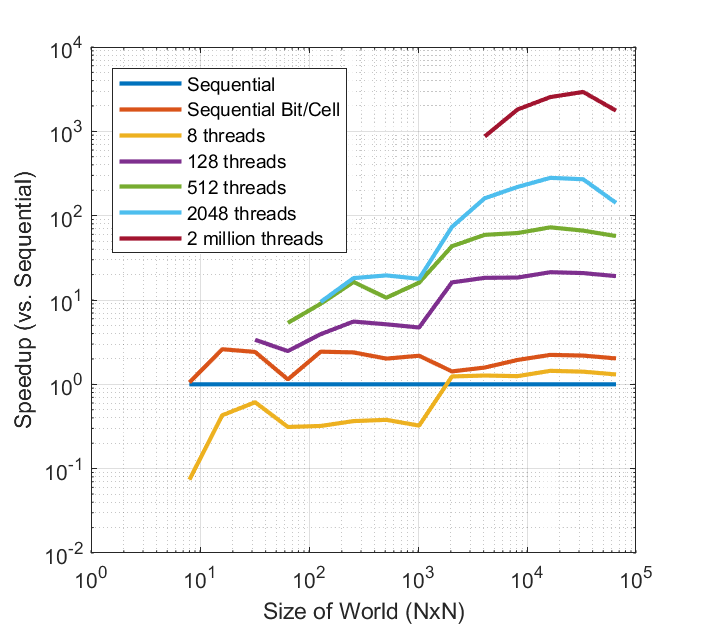 10^4
10^3
10^2
10^1
10^0
10^-1
10^-2
Speedup (vs. Sequential)
Sequential
Sequential Bit/Cell
8 threads
128 threads
512 threads
2048 threads
2 million threads
10^0 10^1 10^2 10^3 10^4 10^5
Size of World (NxN)